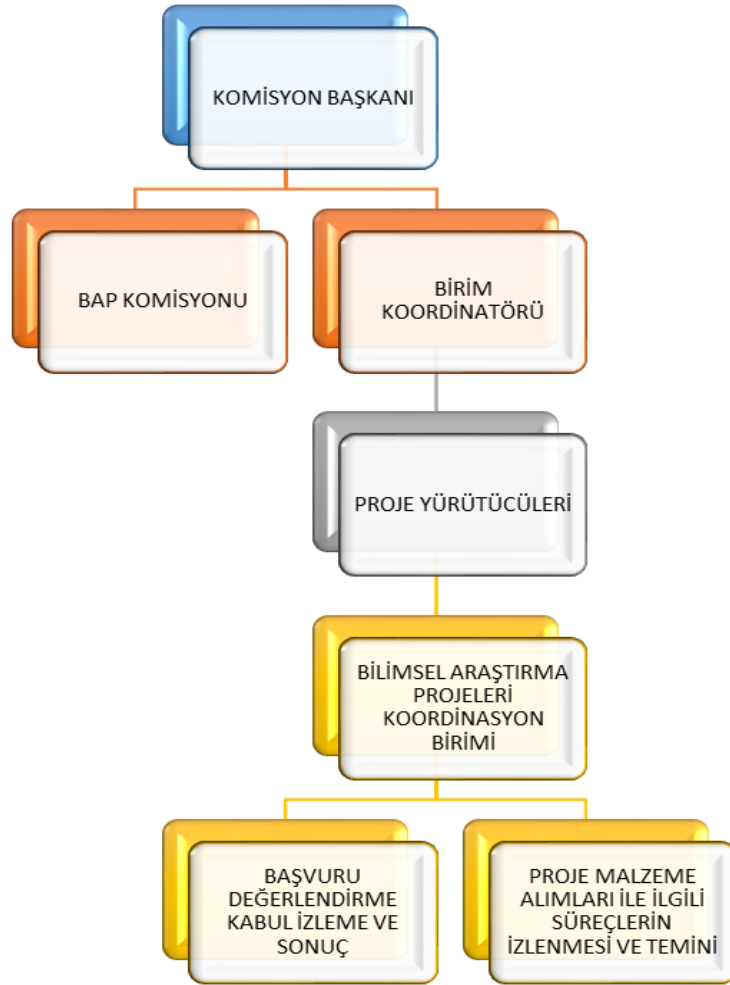 KOMİSYON BAŞKANI
BAP KOMİSYONU
BİRİM
KOORDİNATÖRÜ
PROJE YÜRÜTÜCÜLERİ
BİLİMSEL ARAŞTIRMA
PROJELERİ
KOORDİNASYON
BİRİMİ
BAŞVURU
DEĞERLENDİRME
KABUL İZLEME VE
SONUÇ
PROJE MALZEME
ALIMLARI İLE İLGİLİ
SÜREÇLERİN
İZLENMESİ VE TEMİNİ